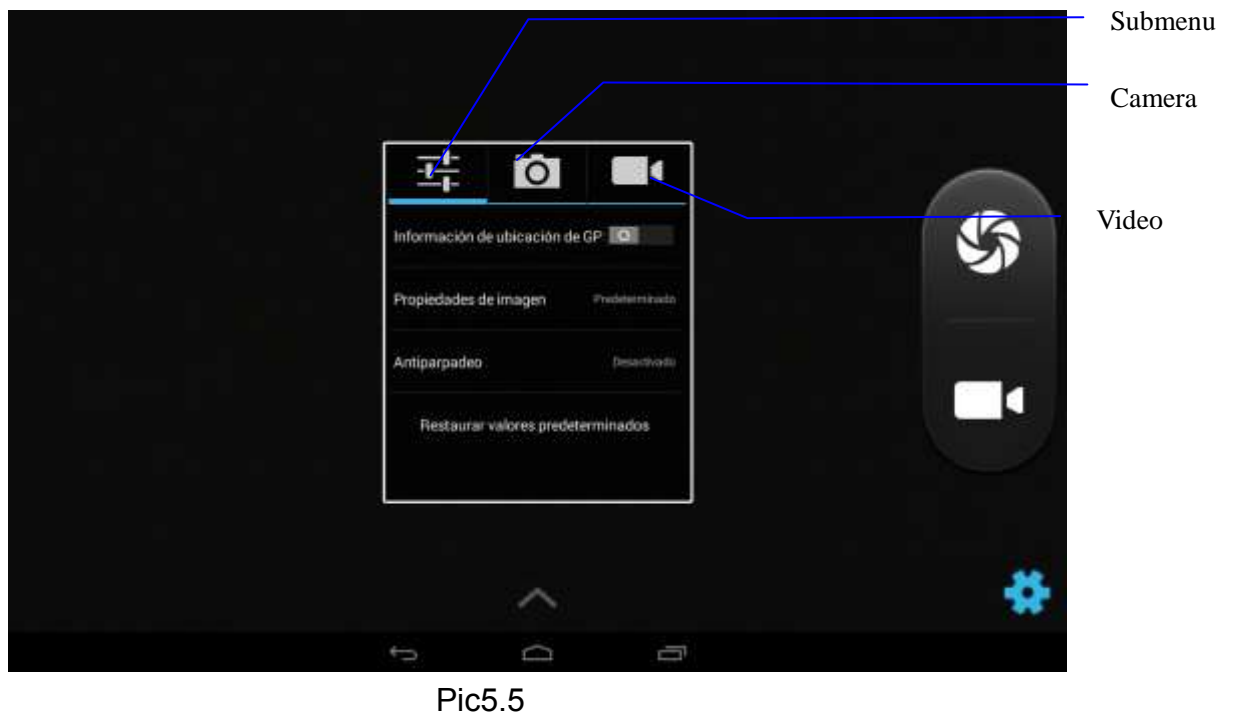 Submenu
Camera
Video
Información de ubicación de GP
Propiedades de imagen Predeterminado
Antiparpadeo Desactivado
Restaurar valores predeterminados
Pic5.5